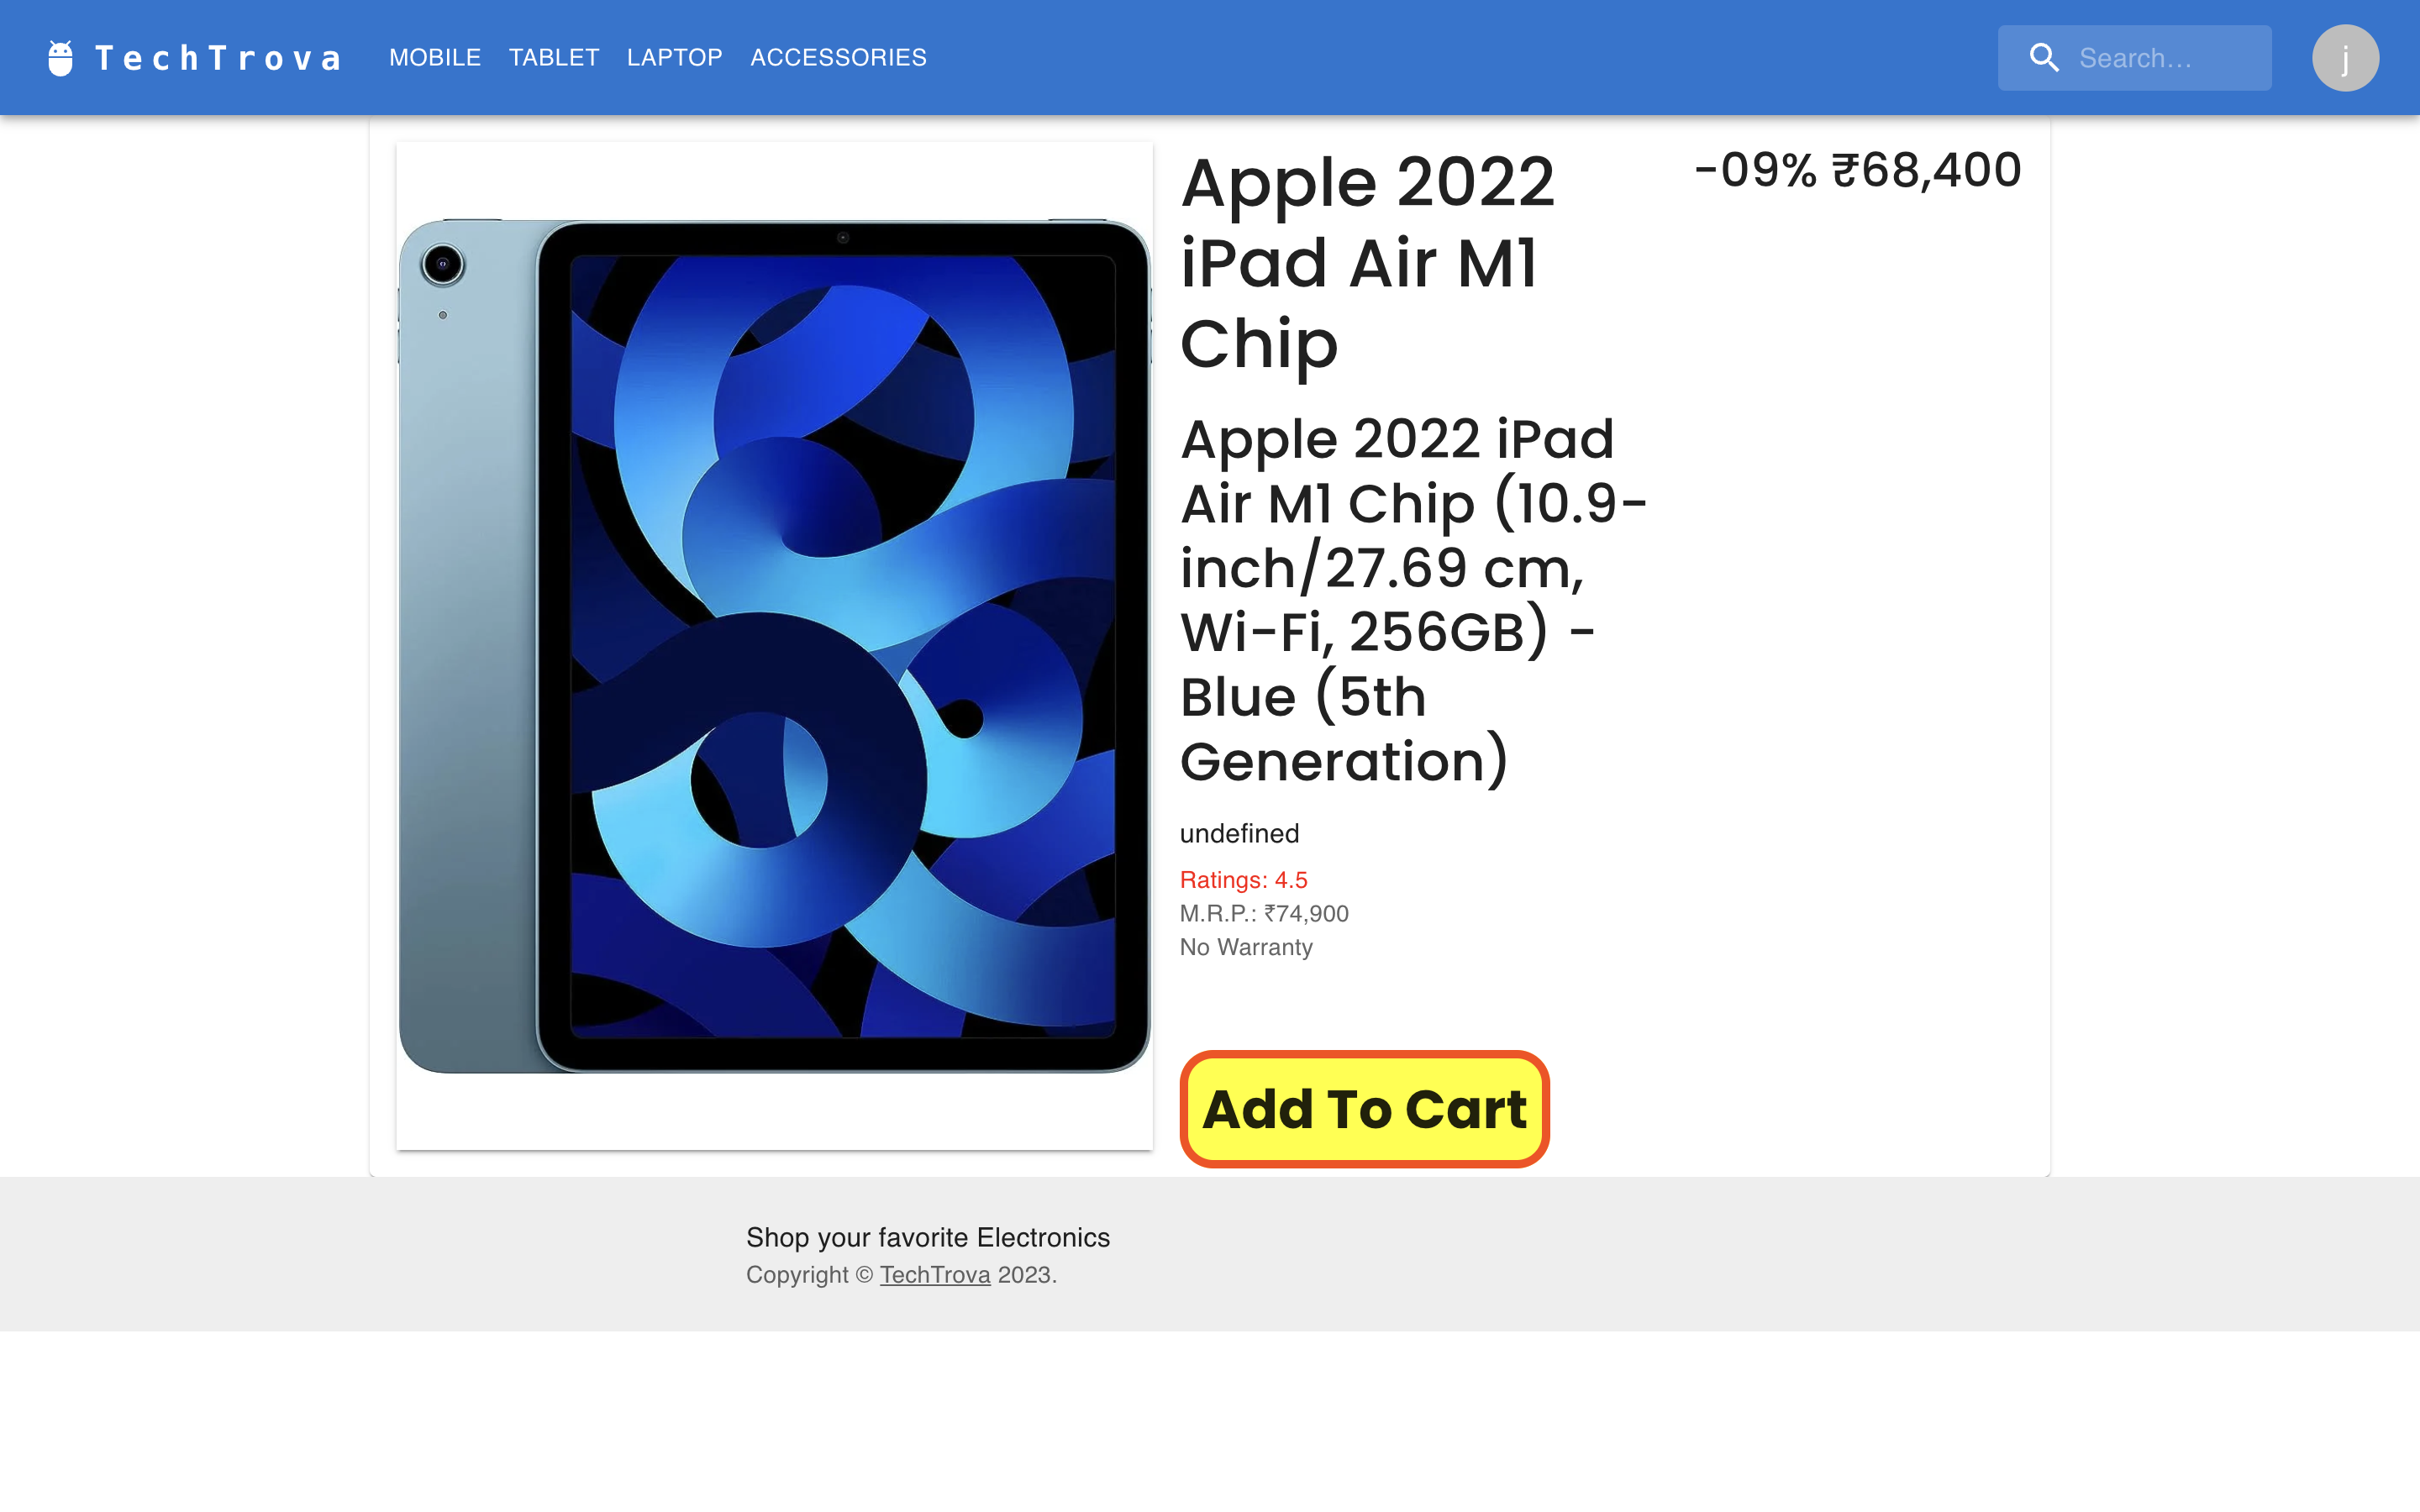 TechTrova MOBILE TABLET LAPTOP ACCESSORIES Search... j
Apple 2022
iPad Air M1
Chip
-09% ₹68,400
Apple 2022 iPad
Air M1 Chip (10.9-
inch/27.69 cm,
Wi-Fi, 256GB) -
Blue (5th
Generation)
undefined
Ratings: 4.5
M.R.P.: ₹74,900
No Warranty
Add To Cart
Shop your favorite Electronics
Copyright © TechTrova 2023.